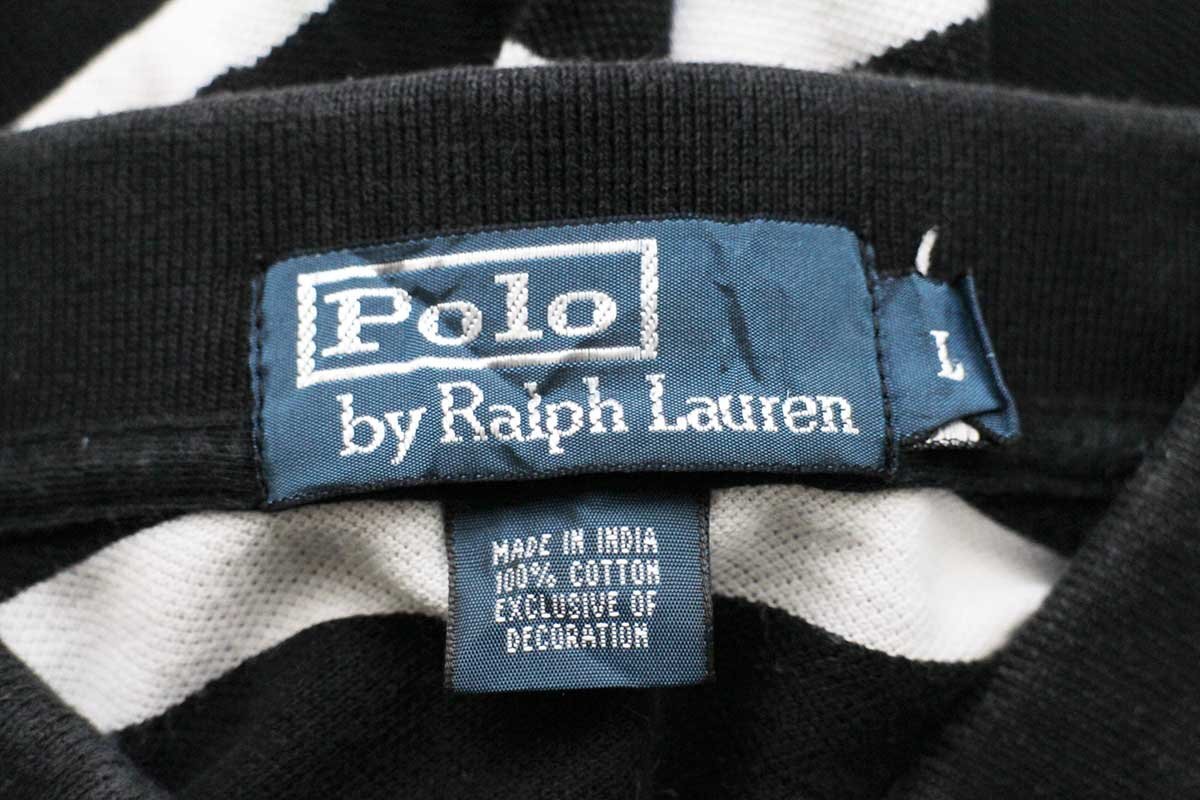 Polo
by Ralph Lauren
L
MADE IN INDIA
100% COTTON
EXCLUSIVE OF
DECORATION